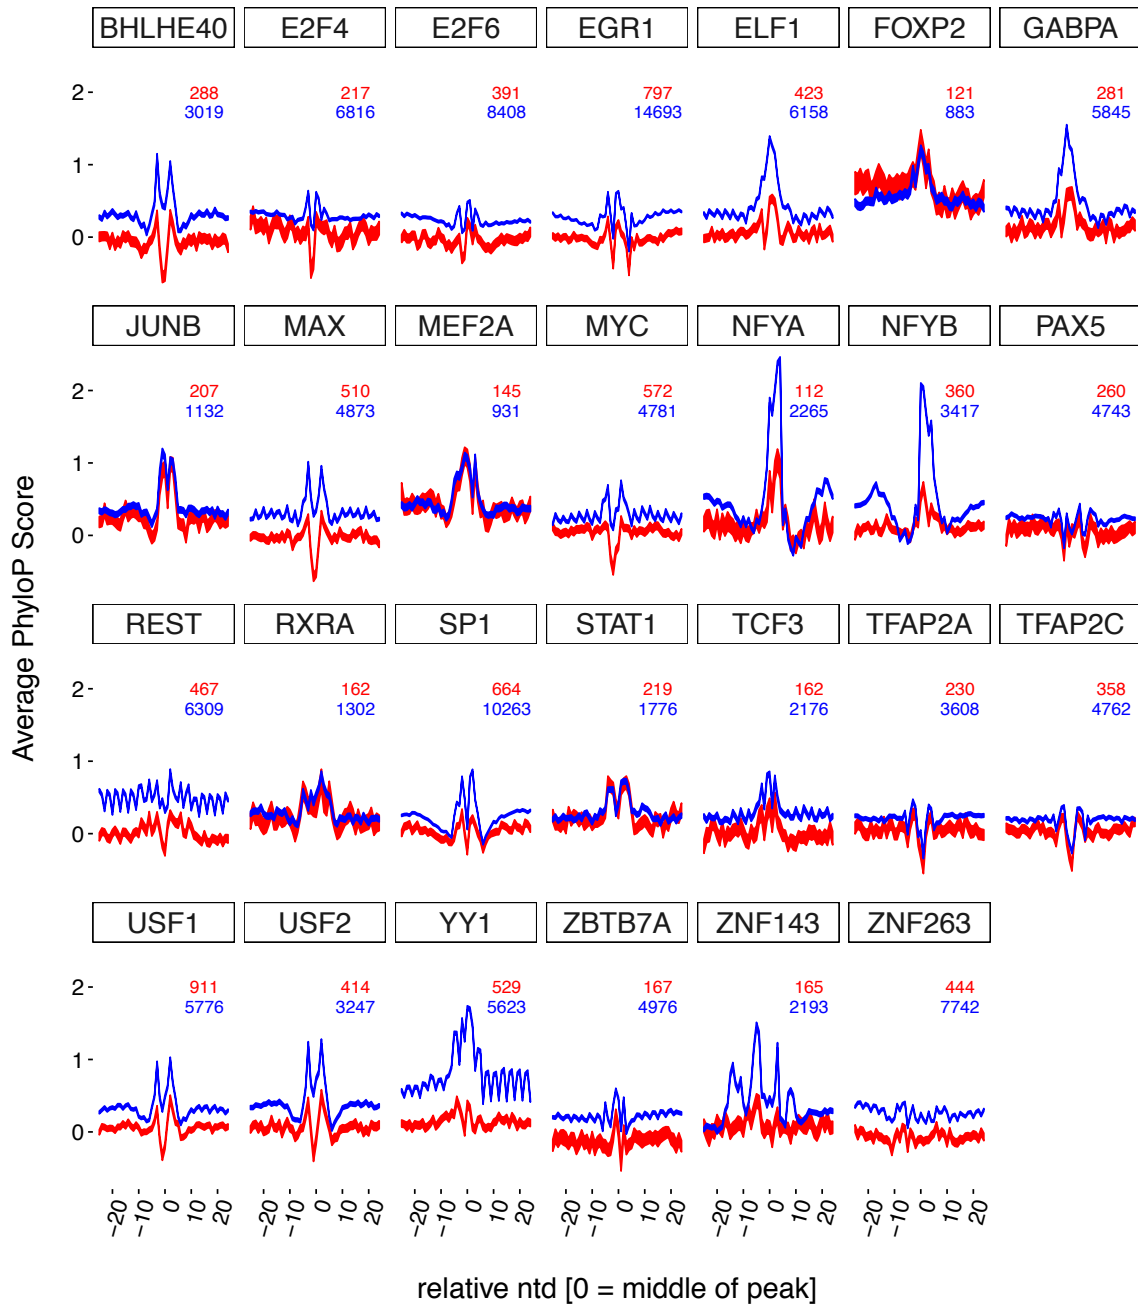 BHLHE40 E2F4 E2F6 EGR1 ELF1 FOXP2 GABPA
2 288 217 391 797 423 121 281
3019 6816 8408 14693 6158 883 5845
1
0
JUNB MAX MEF2A MYC NFYA NFYB PAX5
2 207 510 145 572 112 360 260
1132 4873 931 4781 2265 3417 4743
1
0
REST RXRA SP1 STAT1 TCF3 TFAP2A TFAP2C
2 467 162 664 219 162 230 358
6309 1302 10263 1776 2176 3608 4762
1
0
USF1 USF2 YY1 ZBTB7A ZNF143 ZNF263
2 911 414 529 167 165 444
5776 3247 5623 4976 2193 7742
1
0
Average PhyloP Score
−20 −10 0 10 20 −20 −10 0 10 20 −20 −10 0 10 20 −20 −10 0 10 20 −20 −10 0 10 20 −20 −10 0 10 20
relative ntd [0 = middle of peak]